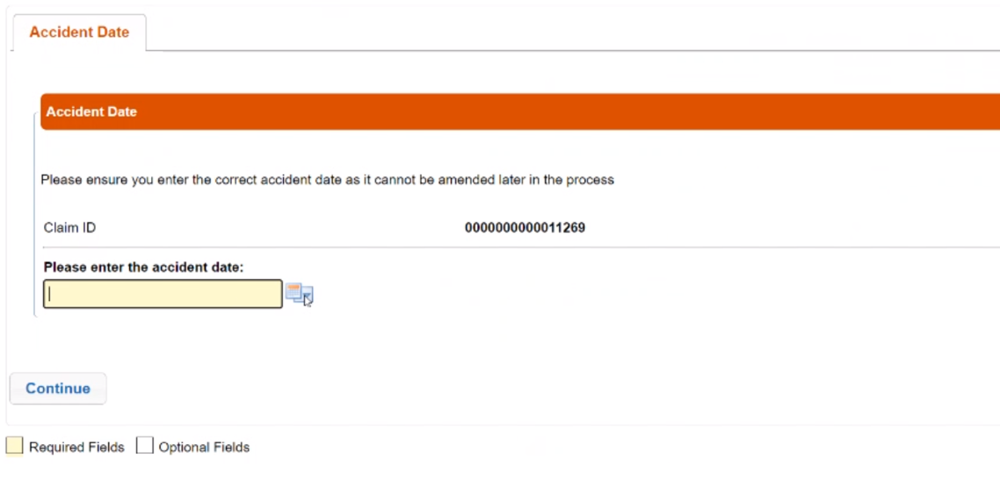 Accident Date
Accident Date
Please ensure you enter the correct accident date as it cannot be amended later in the process
Claim ID 0000000000011269
Please enter the accident date:
Continue
Required Fields Optional Fields